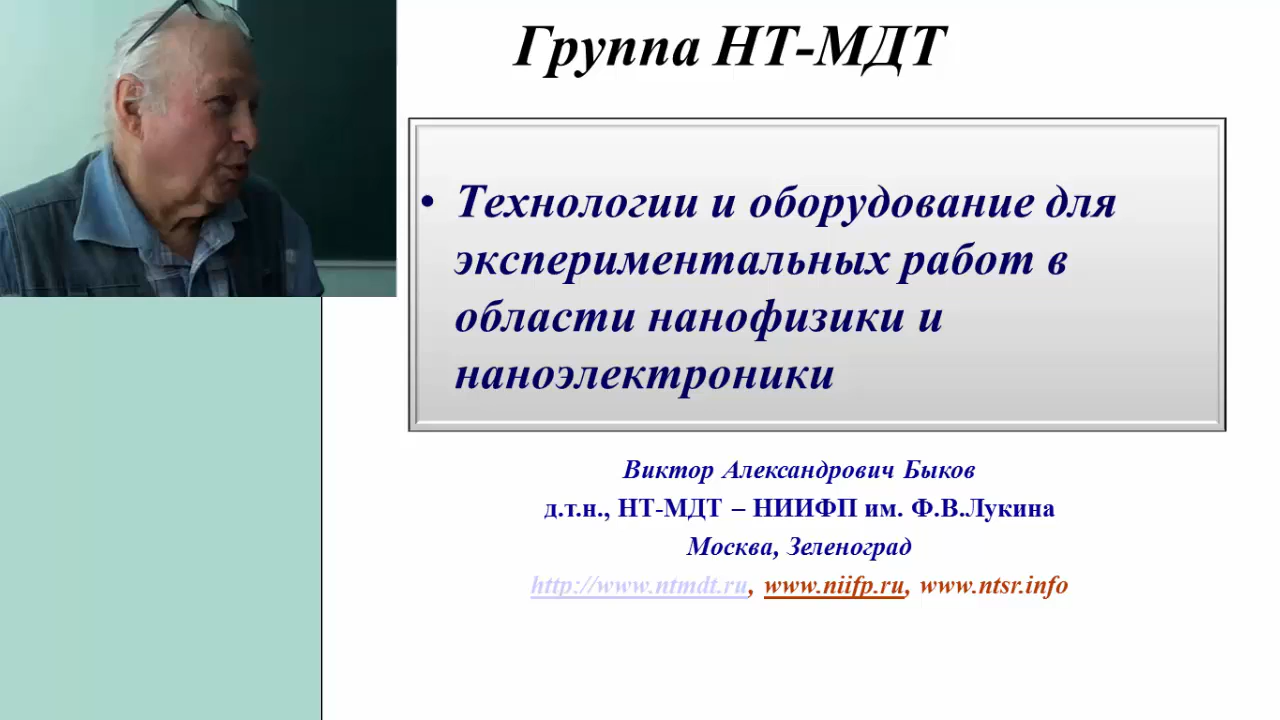 Группа НТ-МДТ
• Технологии и оборудование для
экспериментальных работ в
области нанофизики и
наноэлектроники
Виктор Александрович Быков
д.т.н., НТ-МДТ – НИИФП им. Ф.В.Лукина
Москва, Зеленоград
http://www.ntmdt.ru, www.niifp.ru, www.ntsr.info